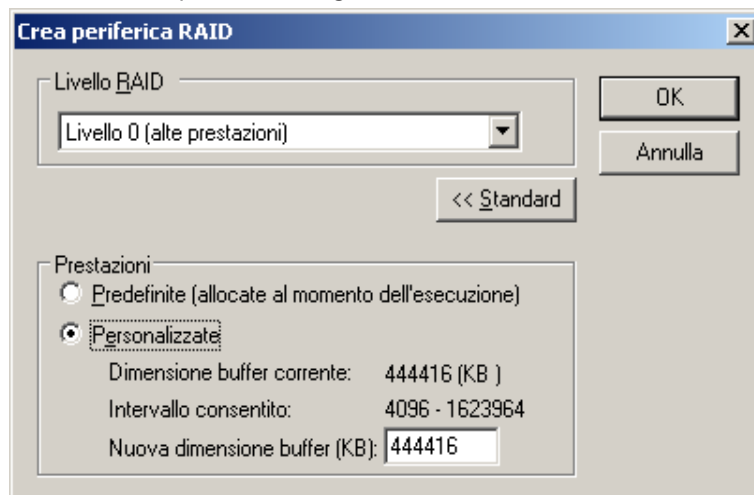 Crea periferica RAID
Livello RAID
OK
Livello 0 (alte prestazioni)
Annulla
<< Standard
Prestazioni
Predefinite (allocate al momento dell'esecuzione)
Personalizzate
Dimensione buffer corrente: 444416 (KB )
Intervallo consentito: 4096 - 1623964
Nuova dimensione buffer (KB): 444416